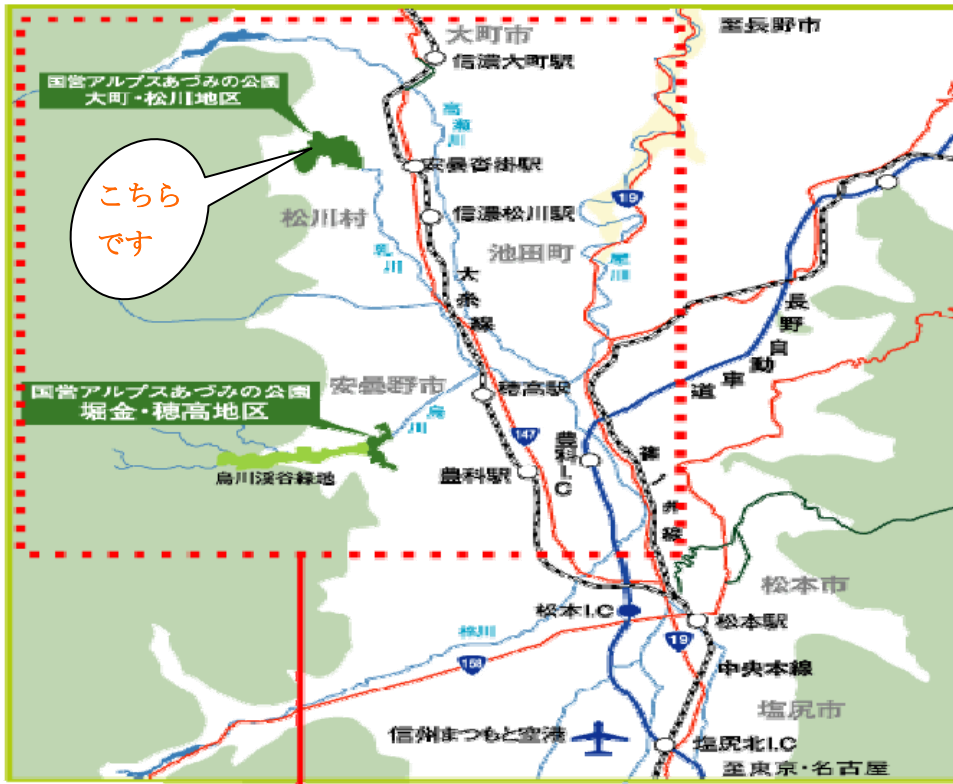 大町市
至長野市
信濃大町駅
国営アルプスあづみの公園
大町・松川地区
高瀬川
安曇沓掛駅
こちら
です
19
松川村
信濃松川駅
池田町
乳川
犀川
大糸線
長野自動車道
安曇野市
国営アルプスあづみの公園
堀金・穂高地区
穂高駅
烏川
147
豊科I.C
篠ノ井線
豊科駅
烏川渓谷緑地
松本市
松本I.C
松本駅
梓川
19
158
中央本線
塩尻市
信州まつもと空港
塩尻北I.C
至東京・名古屋